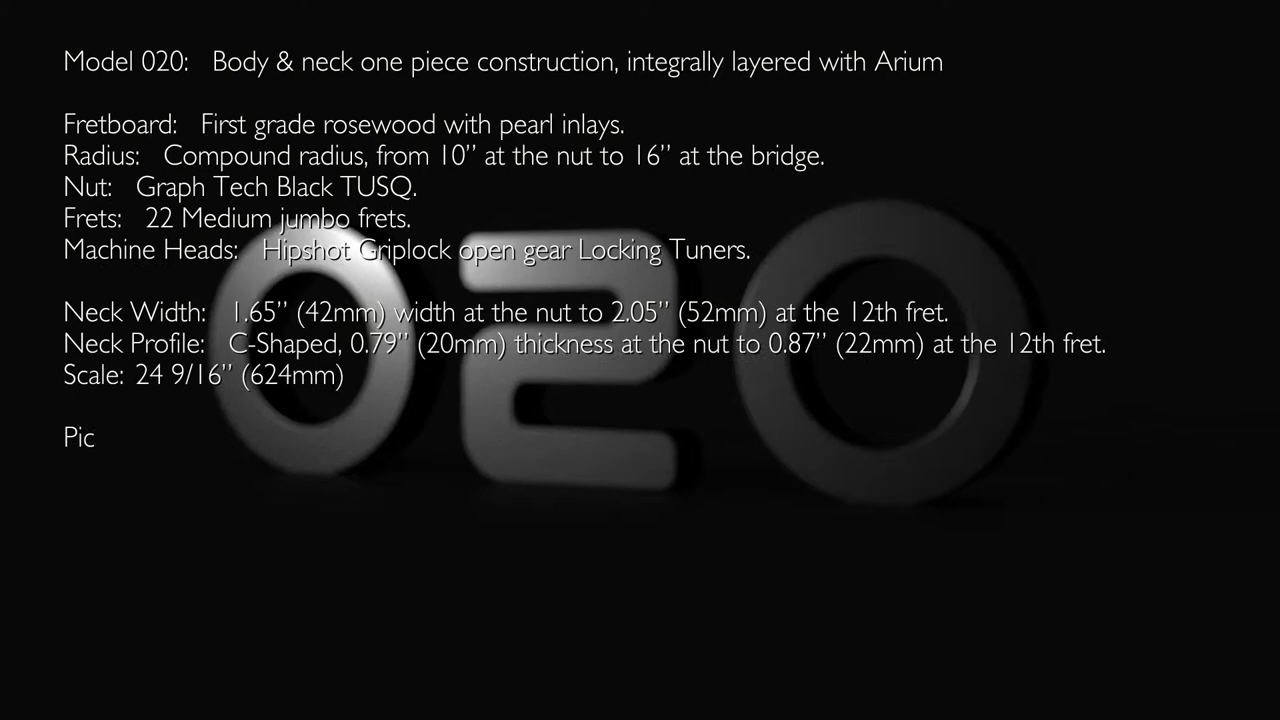 Model 020: Body & neck one piece construction, integrally layered with Arium
Fretboard: First grade rosewood with pearl inlays.
Radius: Compound radius, from 10” at the nut to 16” at the bridge.
Nut: Graph Tech Black TUSQ.
Frets: 22 Medium jumbo frets.
Machine Heads: Hipshot Griplock open gear Locking Tuners.
Neck Width: 1.65” (42mm) width at the nut to 2.05” (52mm) at the 12th fret.
Neck Profile: C-Shaped, 0.79” (20mm) thickness at the nut to 0.87” (22mm) at the 12th fret.
Scale: 24 9/16” (624mm)
Pic
020